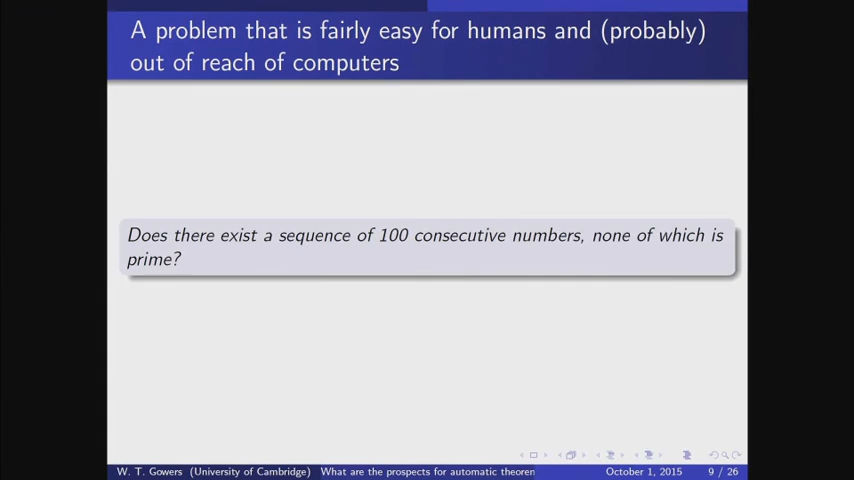 A problem that is fairly easy for humans and (probably)
out of reach of computers
Does there exist a sequence of 100 consecutive numbers, none of which is
prime?
W. T. Gowers (University of Cambridge) What are the prospects for automatic theorem October 1, 2015 9 / 26